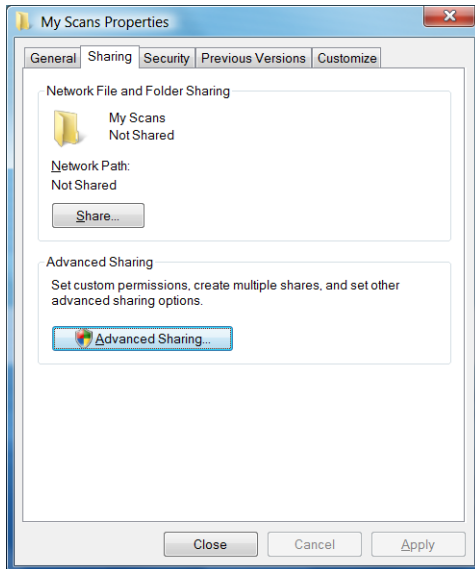 My Scans Properties
General Sharing Security Previous Versions Customize
Network File and Folder Sharing
My Scans
Not Shared
Network Path:
Not Shared
Share...
Advanced Sharing
Set custom permissions, create multiple shares, and set other
advanced sharing options.
Advanced Sharing...
Close Cancel Apply